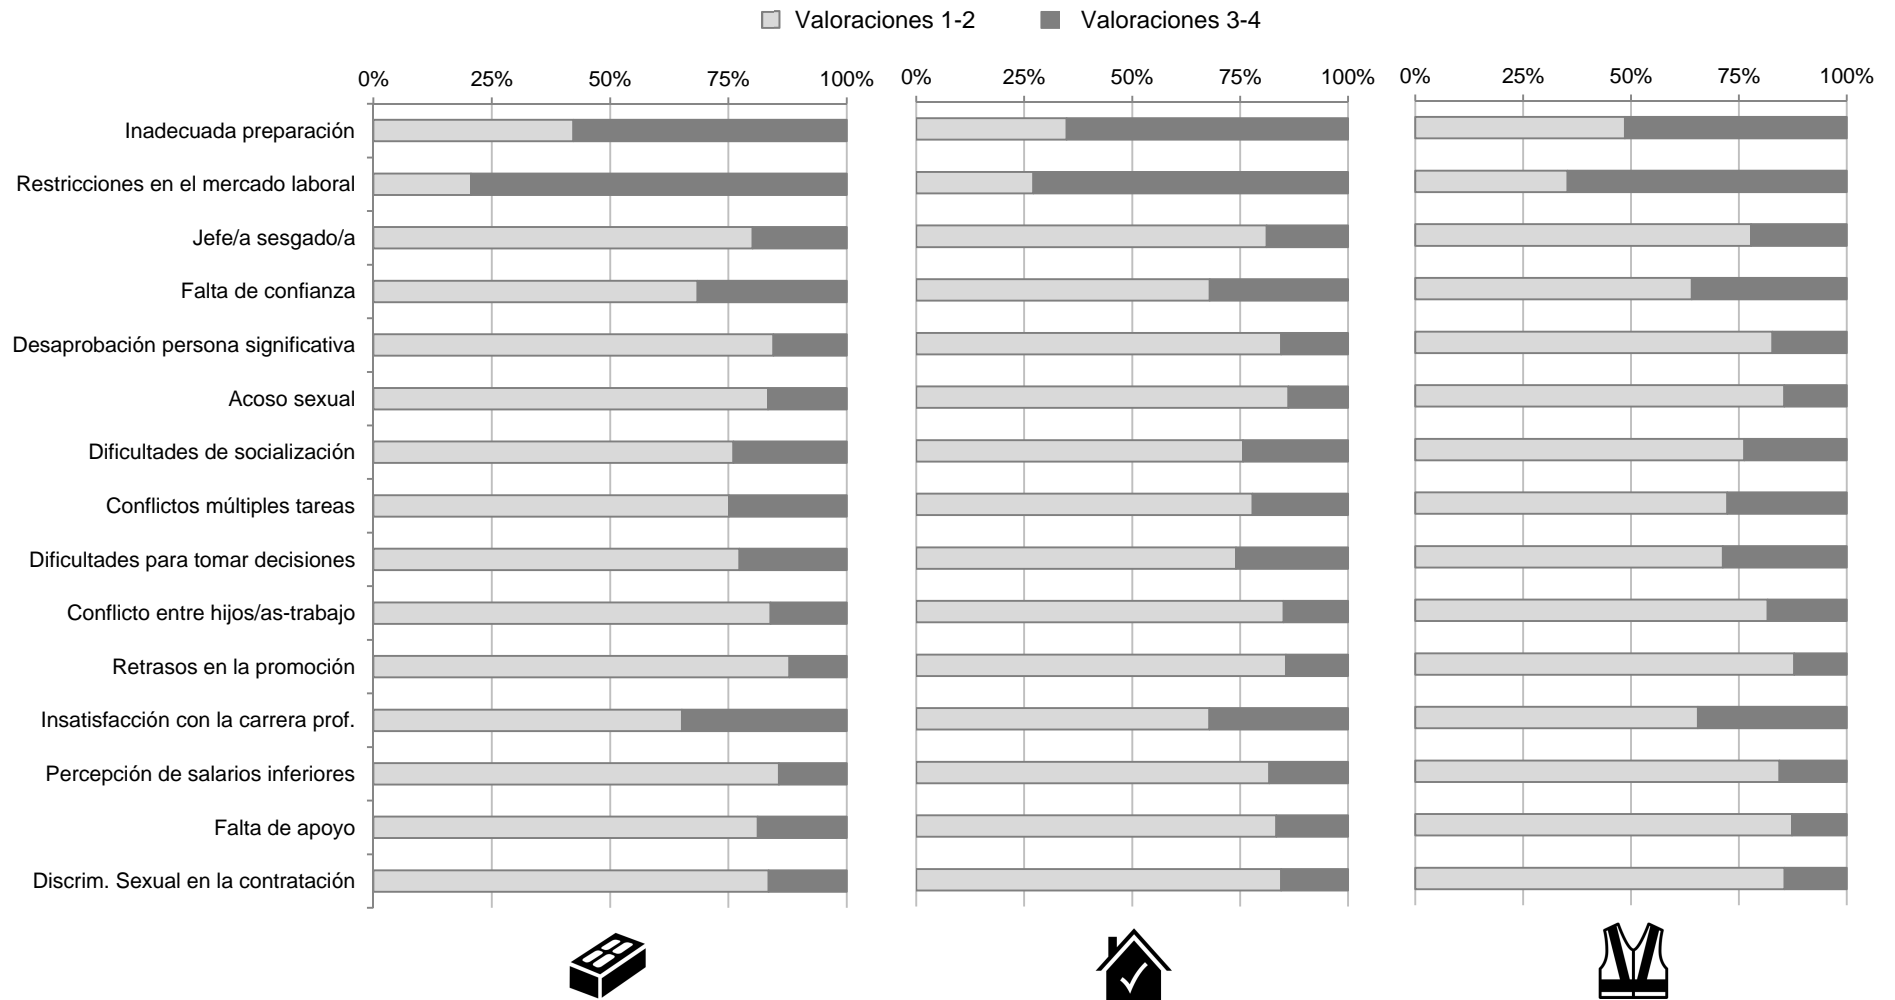 Valoraciones 1-2 Valoraciones 3-4
0% 25% 50% 75% 100% 0% 25% 50% 75% 100% 0% 25% 50% 75% 100%
Inadecuada preparación
Restricciones en el mercado laboral
Jefe/a sesgado/a
Falta de confianza
Desaprobación persona significativa
Acoso sexual
Dificultades de socialización
Conflictos múltiples tareas
Dificultades para tomar decisiones
Conflicto entre hijos/as-trabajo
Retrasos en la promoción
Insatisfacción con la carrera prof.
Percepción de salarios inferiores
Falta de apoyo
Discrim. Sexual en la contratación